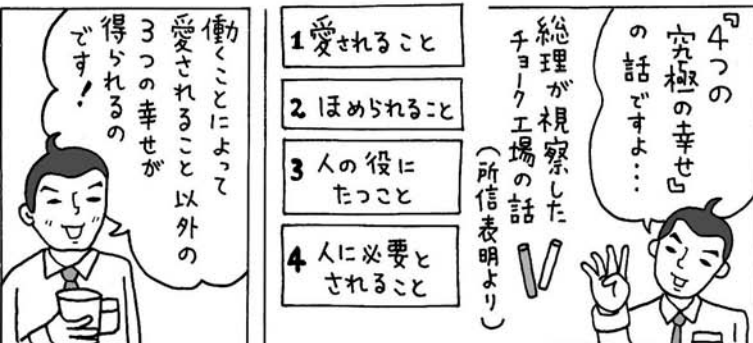 『4つの
究極の幸せ』
の話ですよ…
総理が視察した
チョーク工場の話
(所信表明より)
1 愛されること
2 ほめられること
3 人の役に
たつこと
4 人に必要と
されること
働くことによって
愛されること以外の
3つの幸せが
得られるの
です!